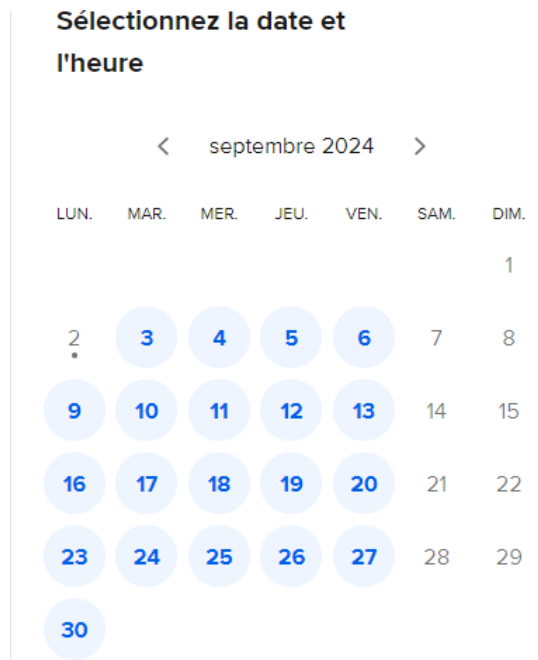 Sélectionnez la date et
l'heure
septembre 2024
LUN. MAR. MER. JEU. VEN. SAM. DIM.
1
2 3 4 5 6 7 8
9 10 11 12 13 14 15
16 17 18 19 20 21 22
23 24 25 26 27 28 29
30